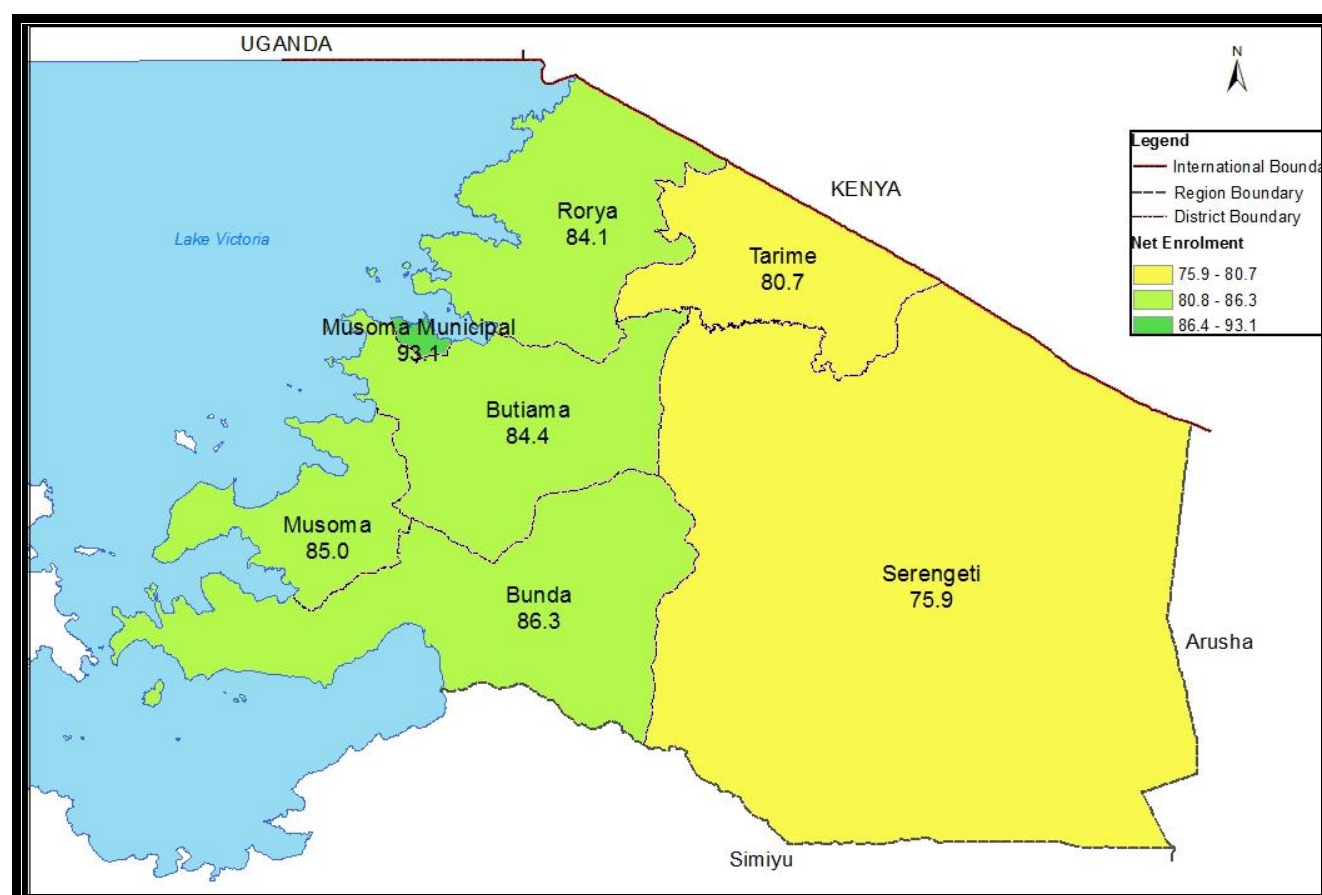 UGANDA
N
Legend
International Bounda
Region Boundary
District Boundary
Net Enrolment
75.9 - 80.7
80.8 - 86.3
86.4 - 93.1
KENYA
Rorya
84.1
Lake Victoria
Tarime
80.7
Musoma Municipal
93.1
Butiama
84.4
Musoma
85.0
Serengeti
75.9
Bunda
86.3
Arusha
Simiyu